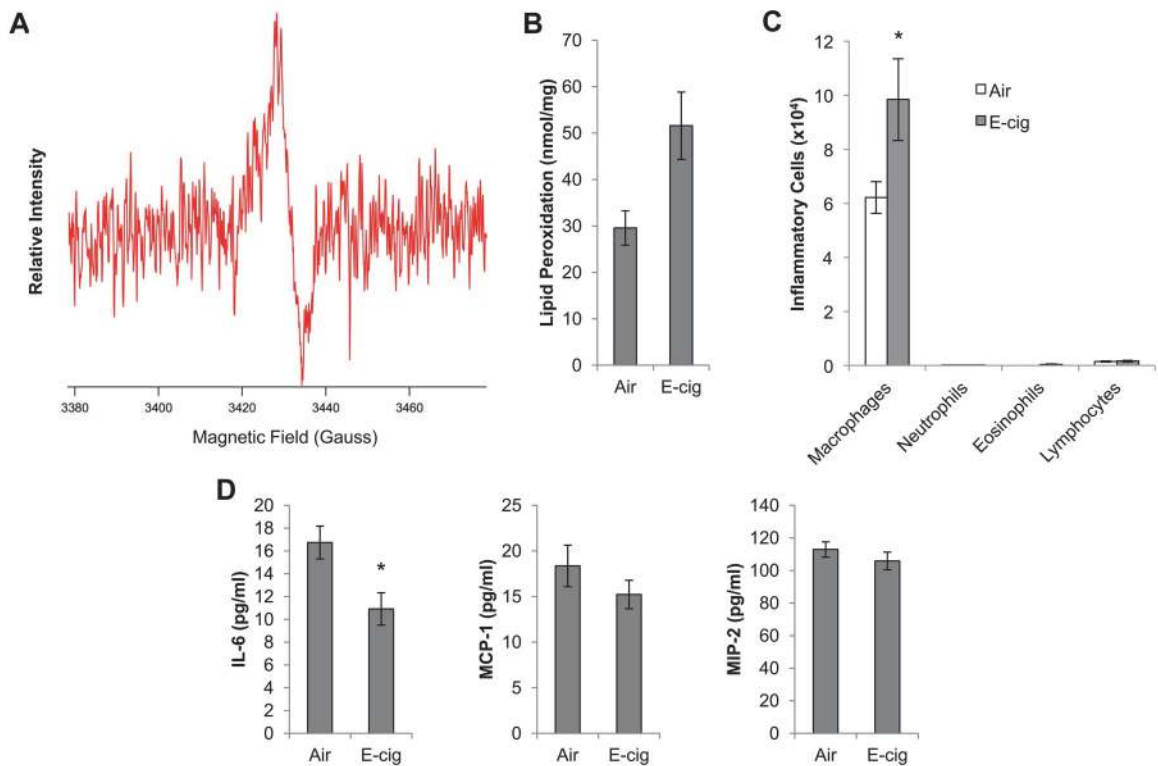 A
Relative Intensity
3380 3400 3420 3440 3460
Magnetic Field (Gauss)
B
Lipid Peroxidation (nmol/mg)
70
60
50
40
30
20
10
0
Air E-cig
C
Inflammatory Cells (x10⁴)
12
10
8
6
4
2
0
*
Air
E-cig
Macrophages
Neutrophils
Eosinophils
Lymphocytes
D
IL-6 (pg/ml)
20
18
16
14
12
10
8
6
4
2
0
*
Air E-cig
MCP-1 (pg/ml)
25
20
15
10
5
0
Air E-cig
MIP-2 (pg/ml)
140
120
100
80
60
40
20
0
Air E-cig